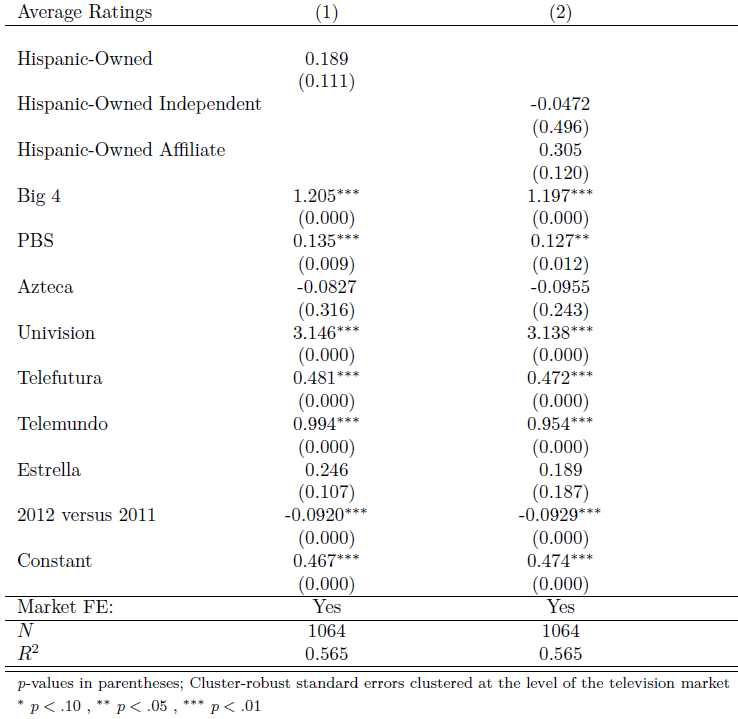 Average Ratings (1) (2)
Hispanic-Owned 0.189
(0.111)
Hispanic-Owned Independent -0.0472
(0.496)
Hispanic-Owned Affiliate 0.305
(0.120)
Big 4 1.205*** 1.197***
(0.000) (0.000)
PBS 0.135*** 0.127**
(0.009) (0.012)
Azteca -0.0827 -0.0955
(0.316) (0.243)
Univision 3.146*** 3.138***
(0.000) (0.000)
Telefutura 0.481*** 0.472***
(0.000) (0.000)
Telemundo 0.994*** 0.954***
(0.000) (0.000)
Estrella 0.246 0.189
(0.107) (0.187)
2012 versus 2011 -0.0920*** -0.0929***
(0.000) (0.000)
Constant 0.467*** 0.474***
(0.000) (0.000)
Market FE: Yes Yes
N 1064 1064
R² 0.565 0.565
p-values in parentheses; Cluster-robust standard errors clustered at the level of the television market
* p < .10 , ** p < .05 , *** p < .01